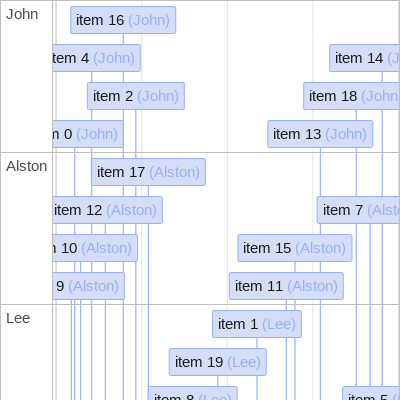 John
item 16 (John)
item 4 (John)
item 14 (J
item 2 (John)
item 18 (John
0 (John)
item 13 (John)
Alston
item 17 (Alston)
item 12 (Alston)
item 7 (Alst
10 (Alston)
item 15 (Alston)
9 (Alston)
item 11 (Alston)
Lee
item 1 (Lee)
item 19 (Lee)
item 8 (Lee)
item 5 (